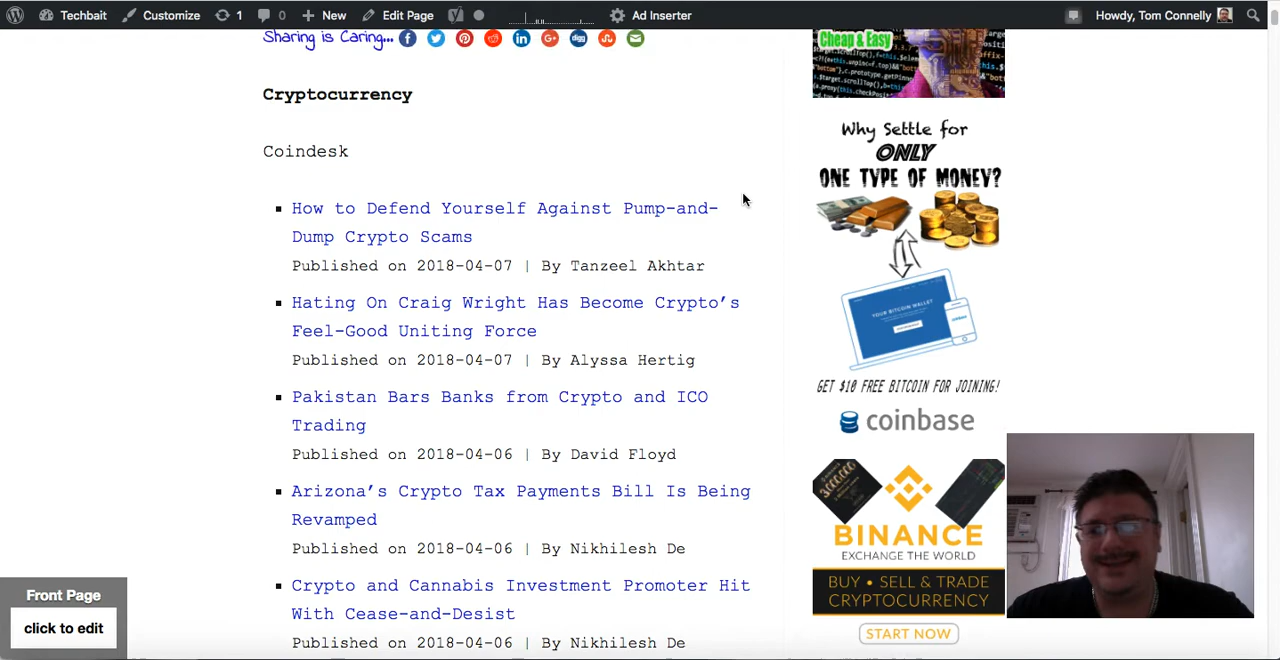 Techbait Customize 1 0 New Edit Page Ad Inserter Howdy, Tom Connelly
Sharing is Caring...
Cryptocurrency
Coindesk
How to Defend Yourself Against Pump-and-
Dump Crypto Scams
Published on 2018-04-07 | By Tanzeel Akhtar
Hating On Craig Wright Has Become Crypto's
Feel-Good Uniting Force
Published on 2018-04-07 | By Alyssa Hertig
Pakistan Bars Banks from Crypto and ICO
Trading
Published on 2018-04-06 | By David Floyd
Arizona's Crypto Tax Payments Bill Is Being
Revamped
Published on 2018-04-06 | By Nikhilesh De
Crypto and Cannabis Investment Promoter Hit
With Cease-and-Desist
Published on 2018-04-06 | By Nikhilesh De
Cheap & Easy
Why Settle for
ONLY
ONE TYPE OF MONEY?
YOUR BITCOIN WALLET
GET $10 FREE BITCOIN FOR JOINING!
coinbase
BINANCE
EXCHANGE THE WORLD
BUY • SELL & TRADE
CRYPTOCURRENCY
START NOW
Front Page
click to edit